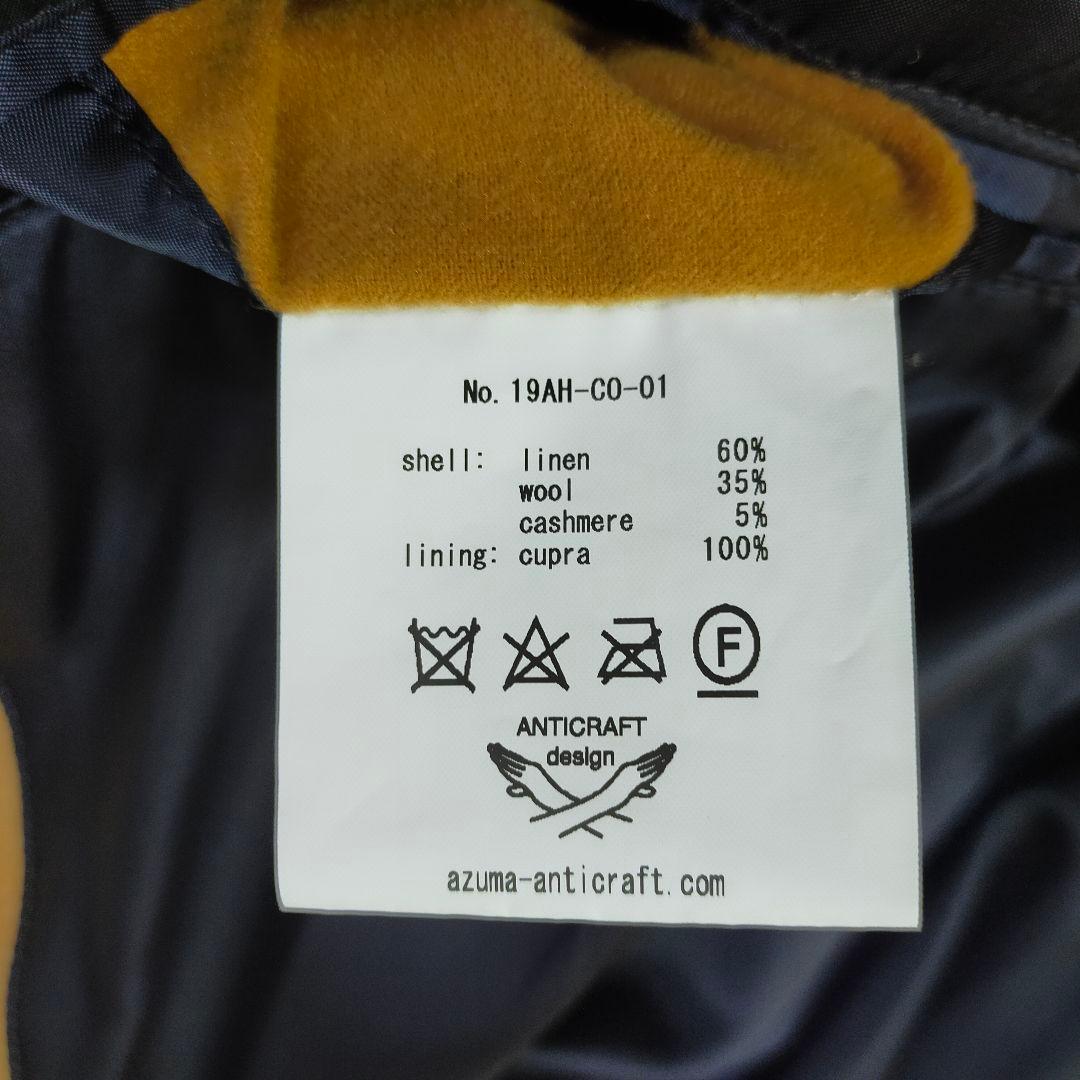 No. 19AH-CO-01
shell: linen 60%
wool 35%
cashmere 5%
lining: cupra 100%
F
ANTICRAFT
design
azuma-anticraft.com